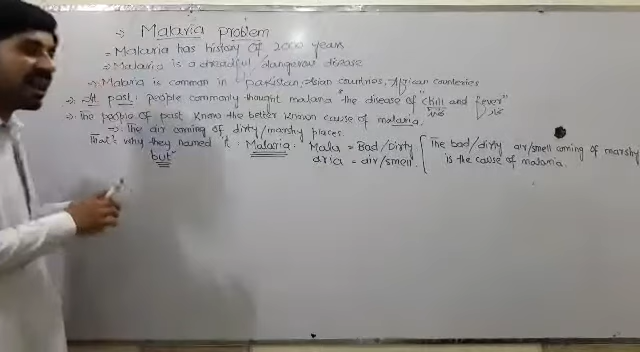 → Malaria problem
= Malaria has history of 2000 years
→ Malaria is a dreadful/dangerous disease
→ Malaria is common in Pakistan, Asian countries, African countries
→ At past: people commonly thought malaria "the disease of "chill and fever"
→ The people of past know the better known cause of malaria.
⇒ The air coming of dirty/marshy places.
That's why they named it: Malaria. Mala = Bad/Dirty [ The bad/dirty air/smell coming of marshy
but aria = air/smell. is the cause of malaria.